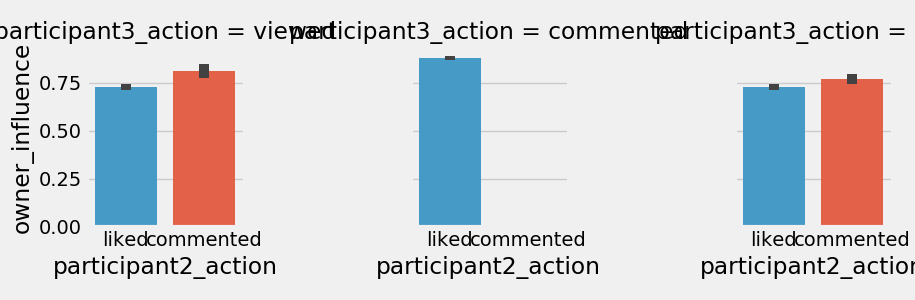 participant3_action = viewed
participant3_action = commented
participant3_action =
owner_influence
0.75
0.50
0.25
0.00
liked commented
liked commented
liked commented
participant2_action
participant2_action
participant2_action